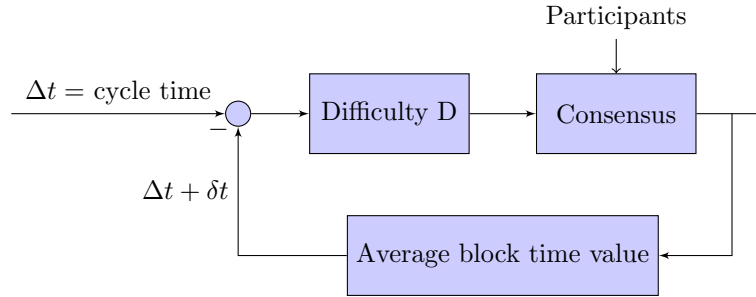 Participants
Δt = cycle time
Difficulty D
Consensus
−
Δt + δt
Average block time value